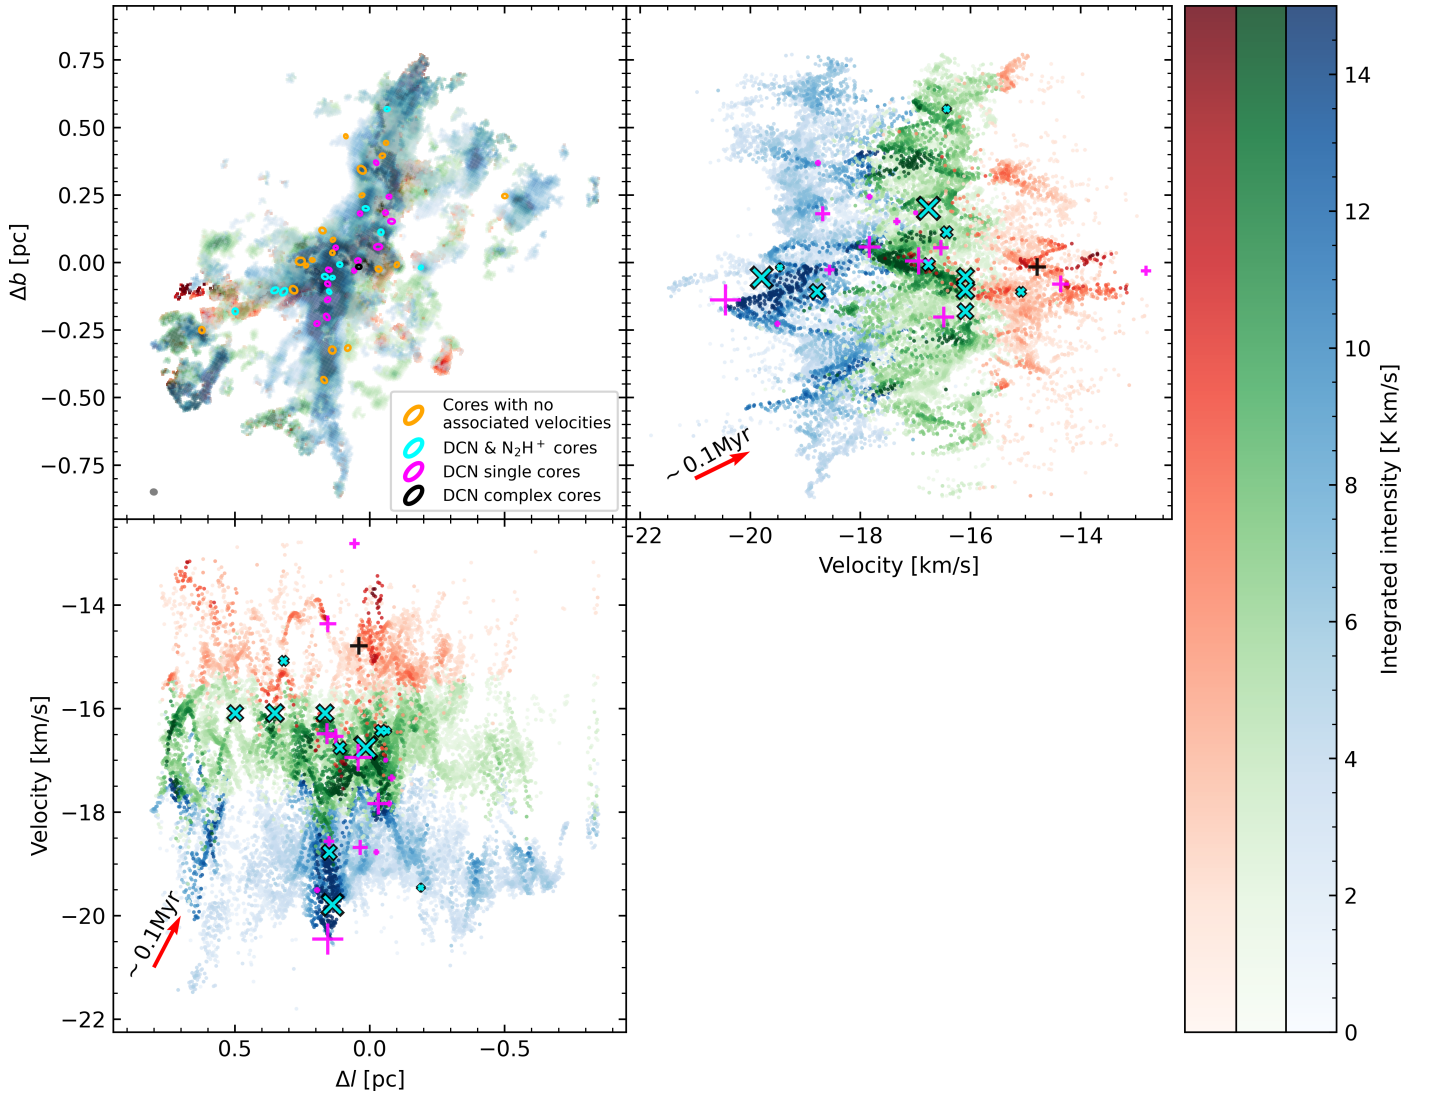 0.75
0.50
0.25
0.00
−0.25
−0.50
−0.75
Δb [pc]
Cores with no
associated velocities
DCN & N₂H⁺ cores
DCN single cores
DCN complex cores
~ 0.1Myr
−22
−20
−18
−16
−14
Velocity [km/s]
−14
−16
−18
−20
−22
Velocity [km/s]
~ 0.1Myr
0.5
0.0
−0.5
Δl [pc]
14
12
10
8
6
4
2
0
Integrated intensity [K km/s]